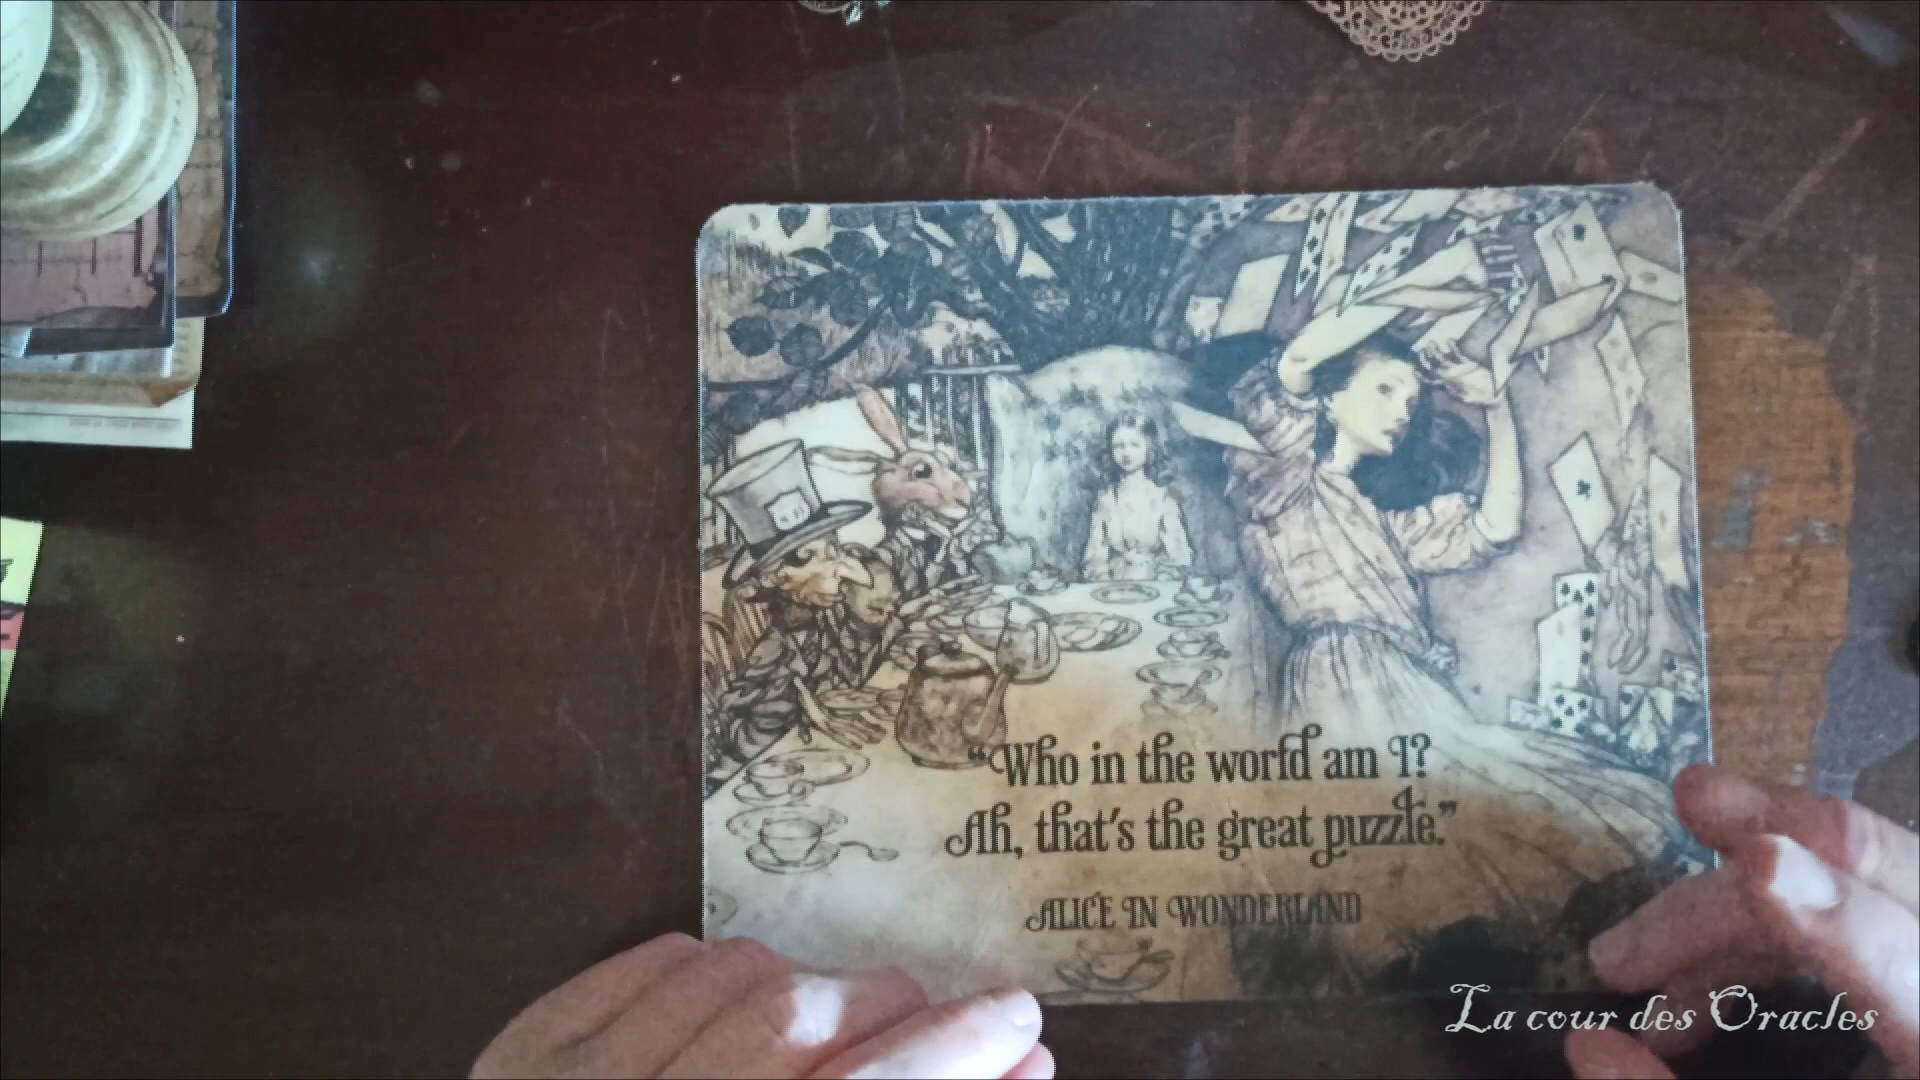 “Who in the world am I?
Ah, that's the great puzzle.”
ALICE IN WONDERLAND
La cour des Oracles